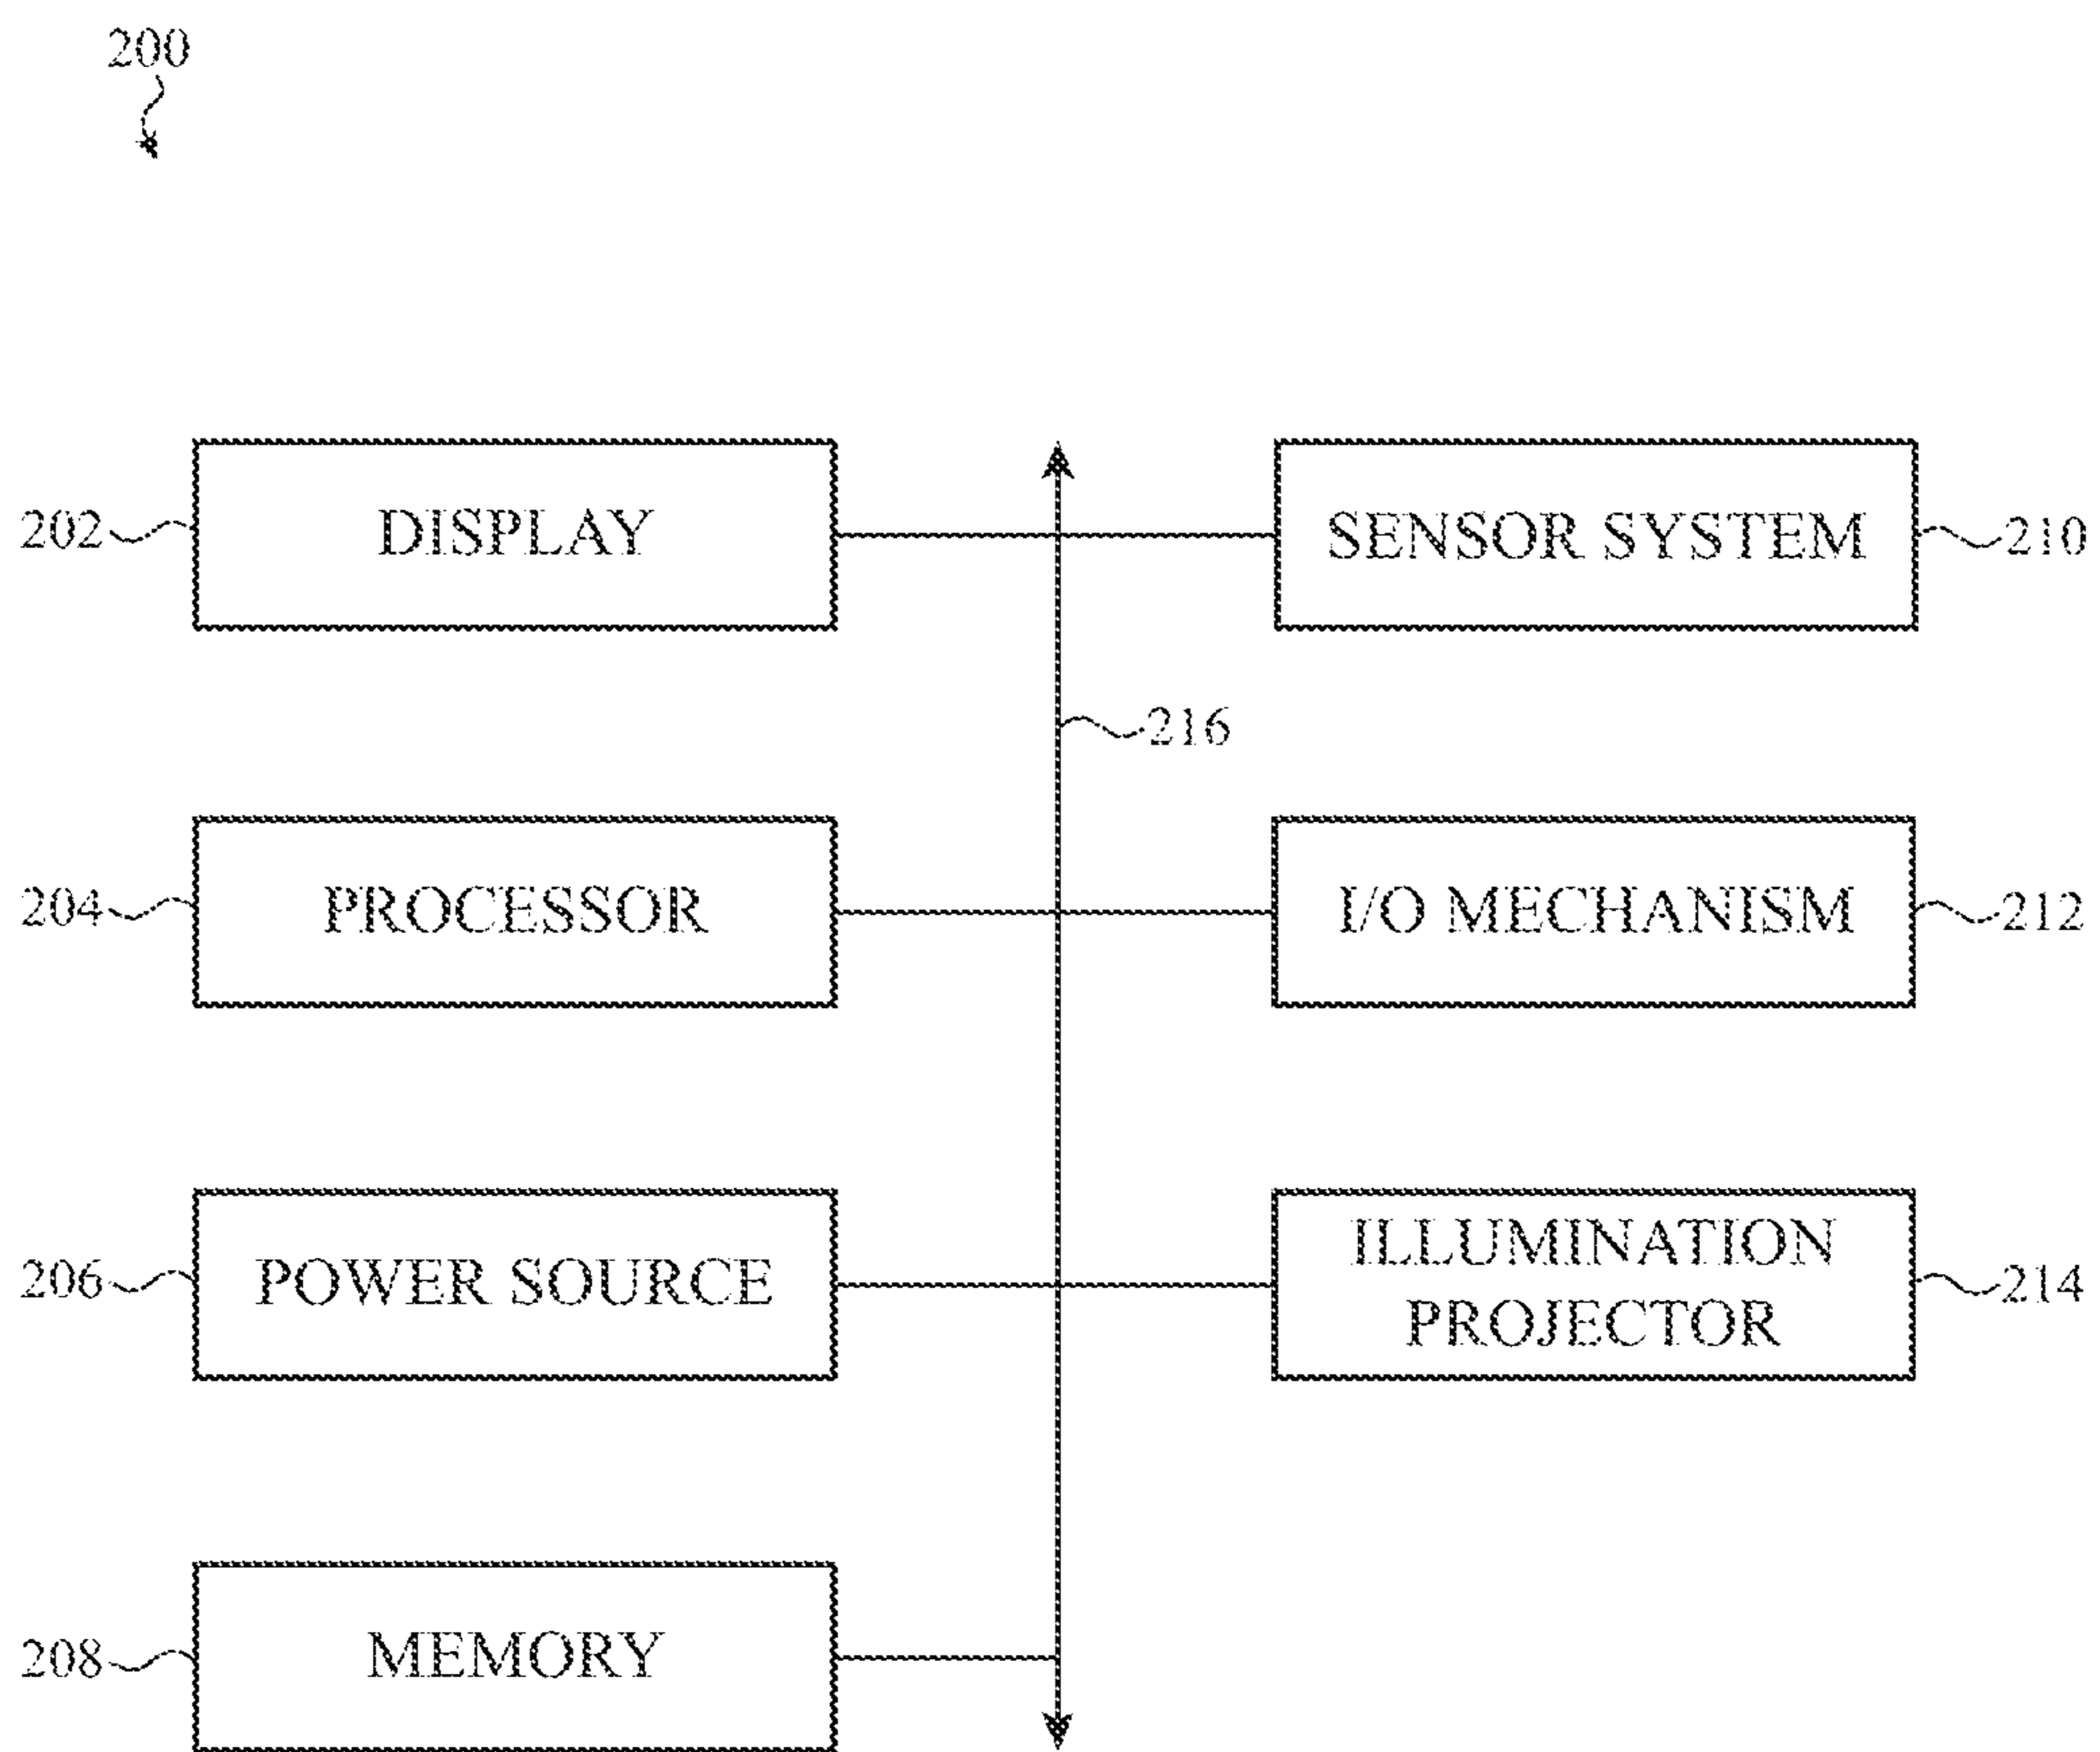 200
202
DISPLAY
SENSOR SYSTEM
210
216
204
PROCESSOR
I/O MECHANISM
212
206
POWER SOURCE
ILLUMINATION
PROJECTOR
214
208
MEMORY